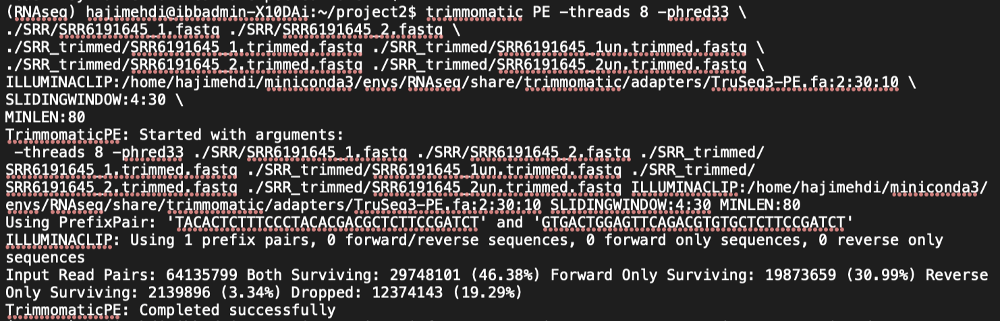 (RNAseq) hajimehdi@ibbadmin-X10DAi:~/project2$ trimmomatic PE -threads 8 -phred33 \
./SRR/SRR6191645_1.fastq ./SRR/SRR6191645_2.fastq \
./SRR_trimmed/SRR6191645_1.trimmed.fastq ./SRR_trimmed/SRR6191645_1un.trimmed.fastq \
./SRR_trimmed/SRR6191645_2.trimmed.fastq ./SRR_trimmed/SRR6191645_2un.trimmed.fastq \
ILLUMINACLIP:/home/hajimehdi/miniconda3/envs/RNAseq/share/trimmomatic/adapters/TruSeq3-PE.fa:2:30:10 \
SLIDINGWINDOW:4:30 \
MINLEN:80
TrimmomaticPE: Started with arguments:
-threads 8 -phred33 ./SRR/SRR6191645_1.fastq ./SRR/SRR6191645_2.fastq ./SRR_trimmed/
SRR6191645_1.trimmed.fastq ./SRR_trimmed/SRR6191645_1un.trimmed.fastq ./SRR_trimmed/
SRR6191645_2.trimmed.fastq ./SRR_trimmed/SRR6191645_2un.trimmed.fastq ILLUMINACLIP:/home/hajimehdi/miniconda3/
envs/RNAseq/share/trimmomatic/adapters/TruSeq3-PE.fa:2:30:10 SLIDINGWINDOW:4:30 MINLEN:80
Using PrefixPair: 'TACACTCTTTCCCTACACGACGCTCTTCCGATCT' and 'GTGACTGGAGTTCAGACGTGTGCTCTTCCGATCT'
ILLUMINACLIP: Using 1 prefix pairs, 0 forward/reverse sequences, 0 forward only sequences, 0 reverse only
sequences
Input Read Pairs: 64135799 Both Surviving: 29748101 (46.38%) Forward Only Surviving: 19873659 (30.99%) Reverse
Only Surviving: 2139896 (3.34%) Dropped: 12374143 (19.29%)
TrimmomaticPE: Completed successfully